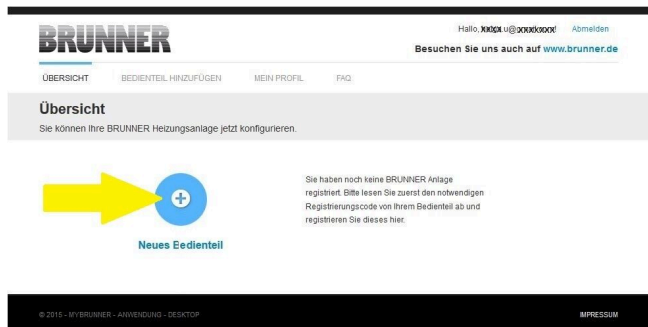 BRUNNER
Hallo, ! Abmelden
Besuchen Sie uns auch auf www.brunner.de
ÜBERSICHT BEDIENTEIL HINZUFÜGEN MEIN PROFIL FAQ
Übersicht
Sie können Ihre BRUNNER Heizungsanlage jetzt konfigurieren.
Sie haben noch keine BRUNNER Anlage
registriert. Bitte lesen Sie zuerst den notwendigen
Registrierungscode von Ihrem Bedienteil ab und
registrieren Sie dieses hier.
Neues Bedienteil
© 2015 - MYBRUNNER - ANWENDUNG - DESKTOP IMPRESSUM